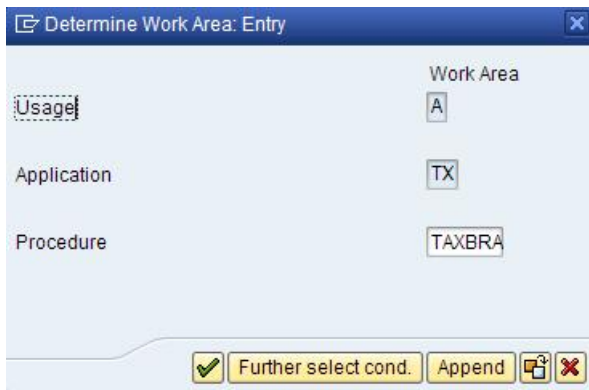 Determine Work Area: Entry
Work Area
Usage A
Application TX
Procedure TAXBRA
Further select cond. Append